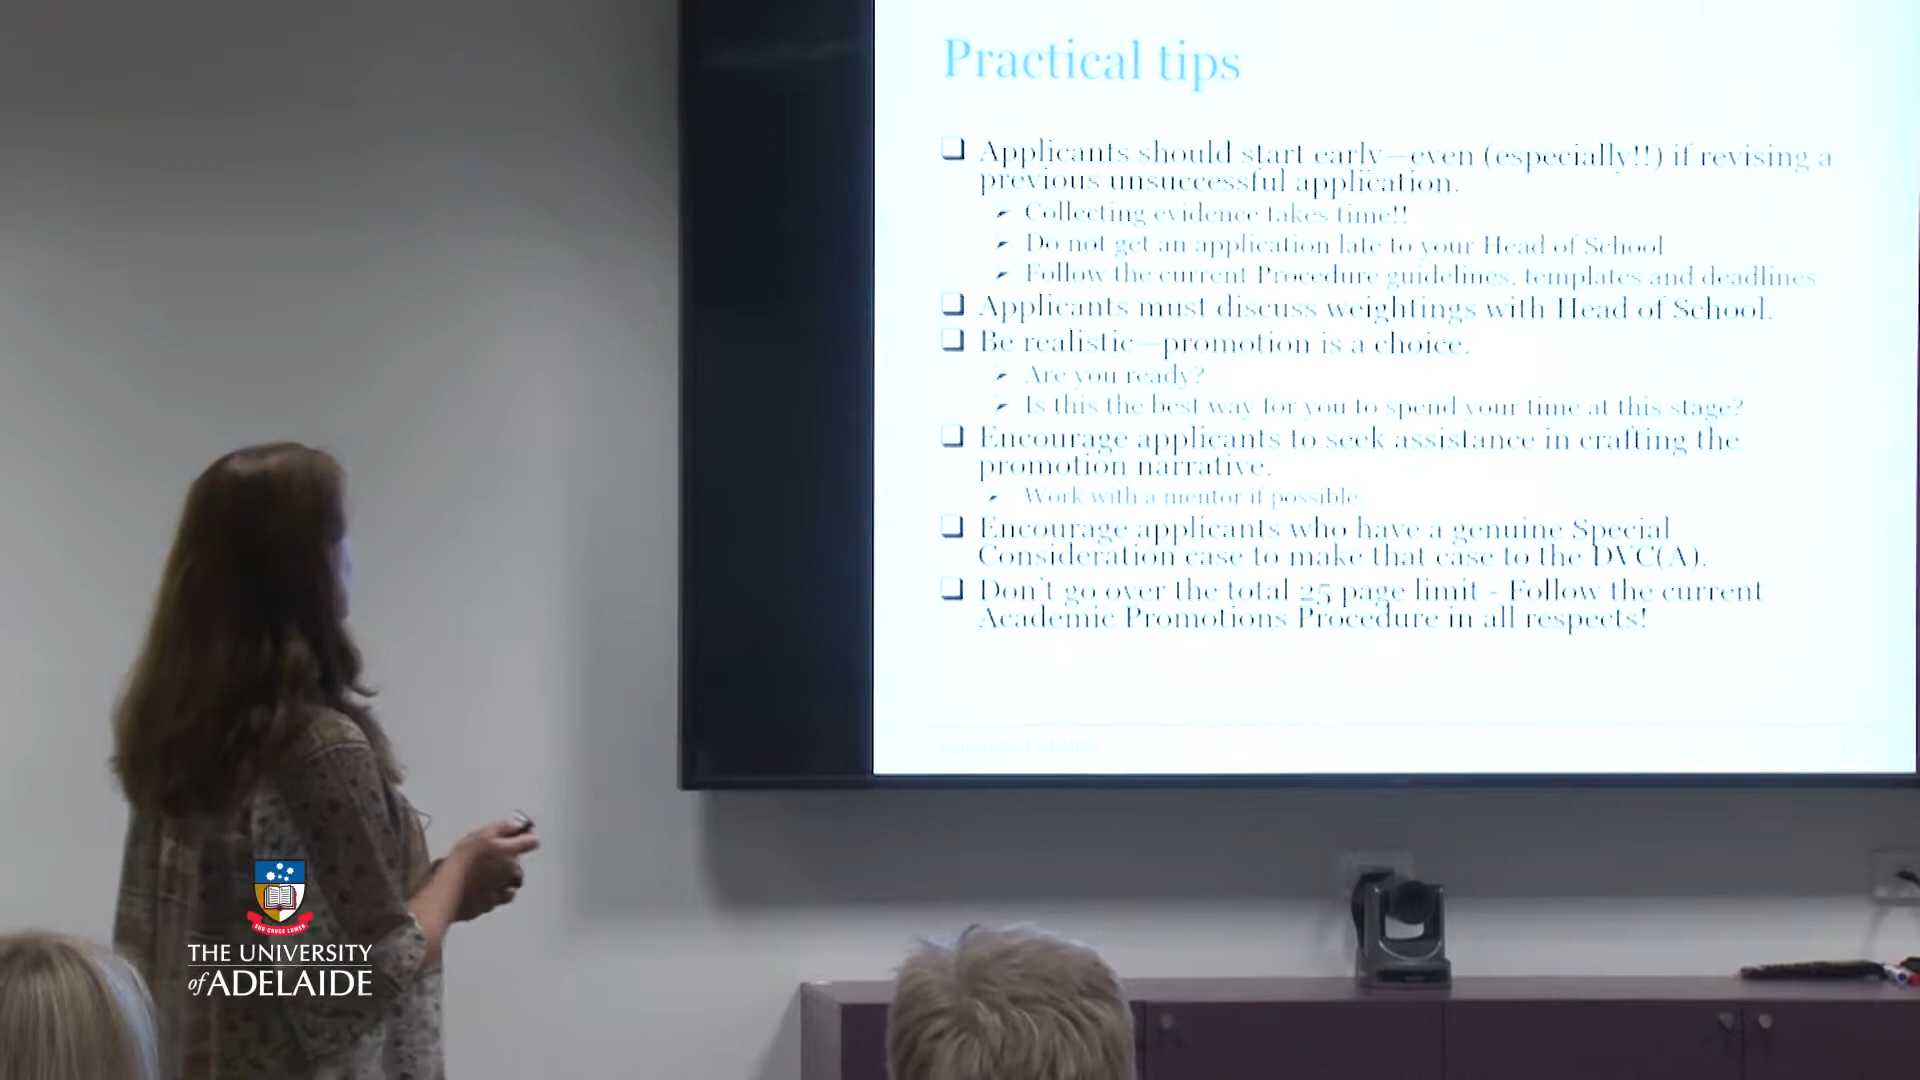 Practical tips
Applicants should start early—even (especially!!) if revising a
previous unsuccessful application.
Collecting evidence takes time!!
Do not get an application late to your Head of School
Follow the current Procedure guidelines, templates and deadlines
Applicants must discuss weightings with Head of School.
Be realistic—promotion is a choice.
Are you ready?
Is this the best way for you to spend your time at this stage?
Encourage applicants to seek assistance in crafting the
promotion narrative.
Work with a mentor if possible.
Encourage applicants who have a genuine Special
Consideration case to make that case to the DVC(A).
Don't go over the total 25 page limit - Follow the current
Academic Promotions Procedure in all respects!
University of Adelaide
SUB CRUCE LUMEN
THE UNIVERSITY
of ADELAIDE